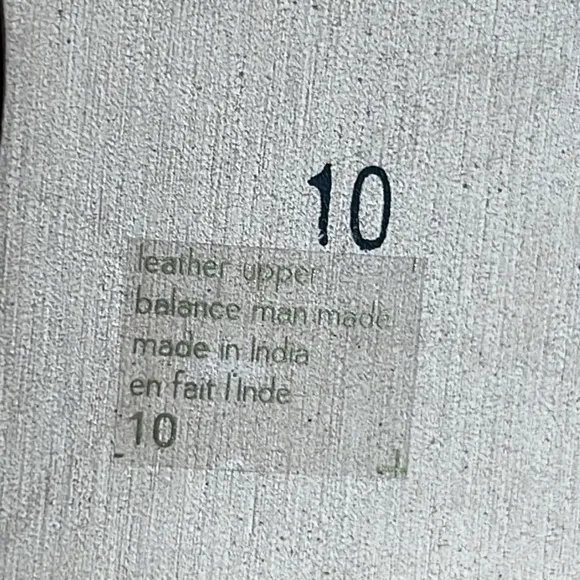 10
leather upper
balance man made
made in India
en fait l'Inde
10